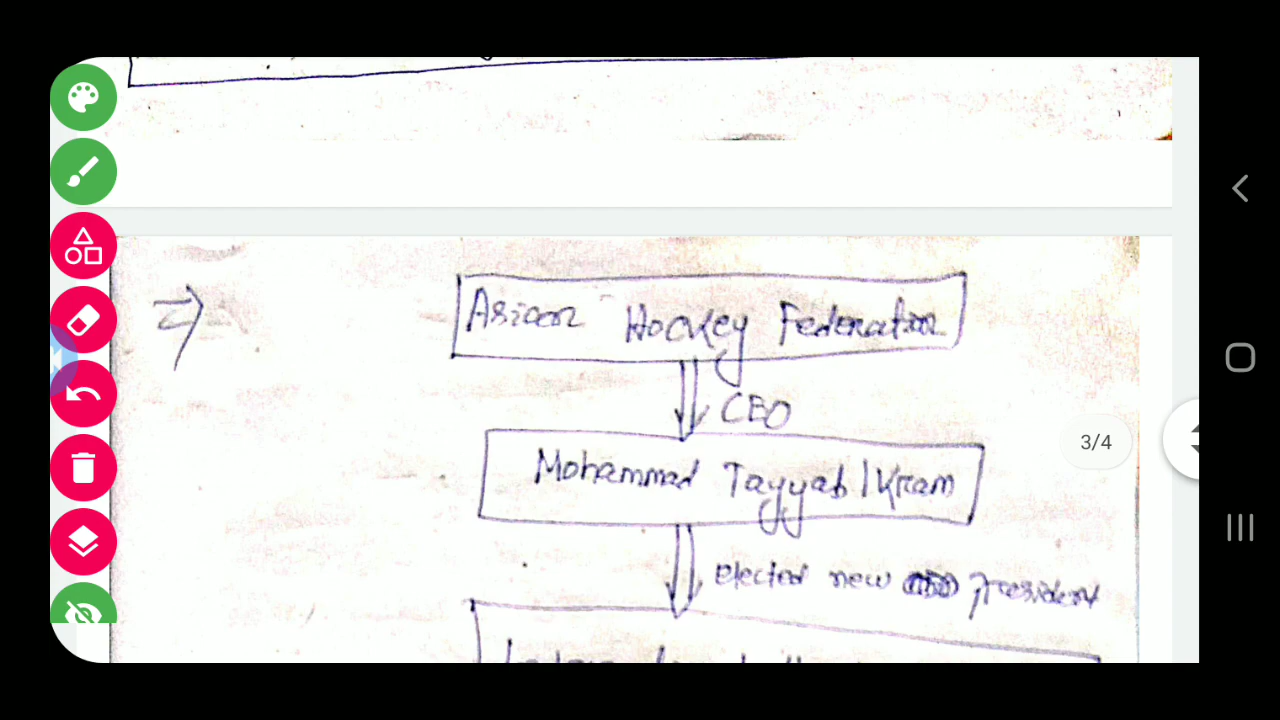 Asian Hockey Federation
CEO
Mohammad Tayyab Ikram
3/4
elected new president